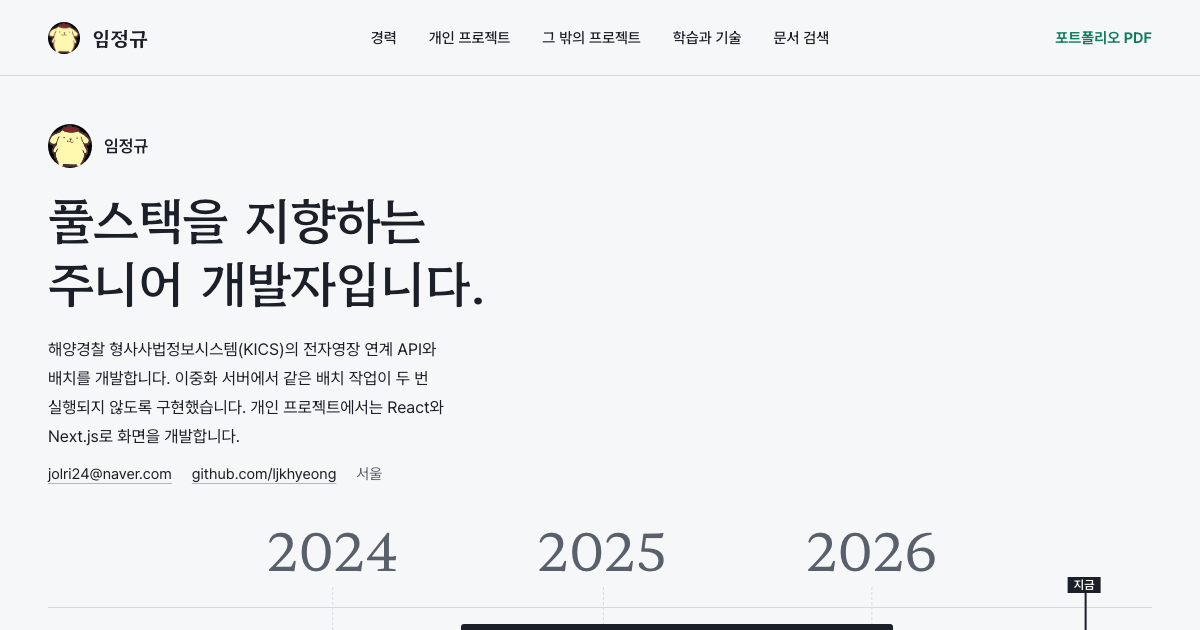 임정규
경력 개인 프로젝트 그 밖의 프로젝트 학습과 기술 문서 검색
포트폴리오 PDF
임정규
풀스택을 지향하는
주니어 개발자입니다.
해양경찰 형사사법정보시스템(KICS)의 전자영장 연계 API와
배치를 개발합니다. 이중화 서버에서 같은 배치 작업이 두 번
실행되지 않도록 구현했습니다. 개인 프로젝트에서는 React와
Next.js로 화면을 개발합니다.
jolri24@naver.com github.com/ljkhyeong 서울
2024 2025 2026
지금